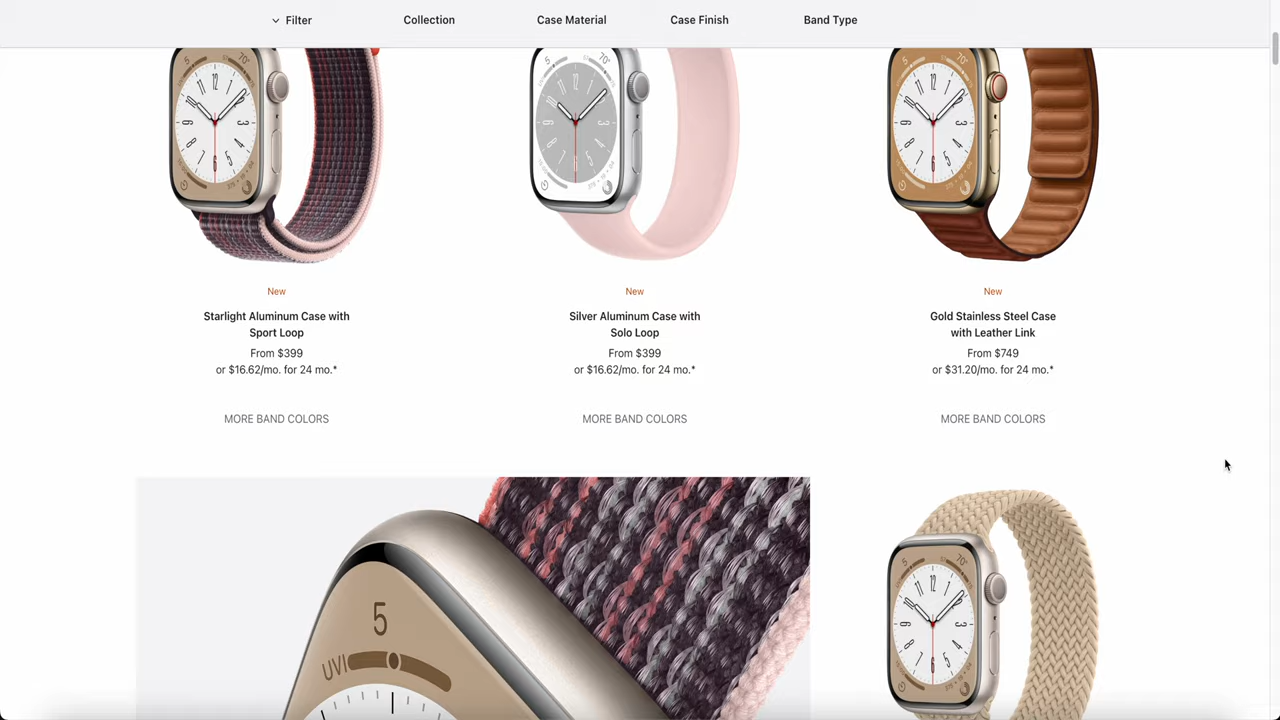 Filter
Collection
Case Material
Case Finish
Band Type
New
Starlight Aluminum Case with
Sport Loop
From $399
or $16.62/mo. for 24 mo.*
MORE BAND COLORS
New
Silver Aluminum Case with
Solo Loop
From $399
or $16.62/mo. for 24 mo.*
MORE BAND COLORS
New
Gold Stainless Steel Case
with Leather Link
From $749
or $31.20/mo. for 24 mo.*
MORE BAND COLORS
5
UVI